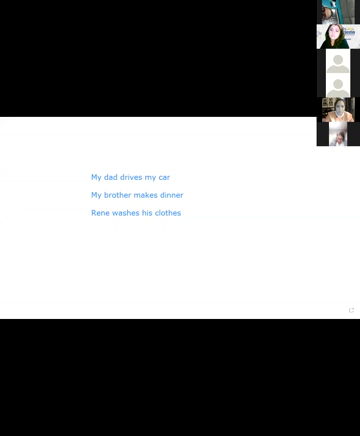 My dad drives my car
My brother makes dinner
Rene washes his clothes